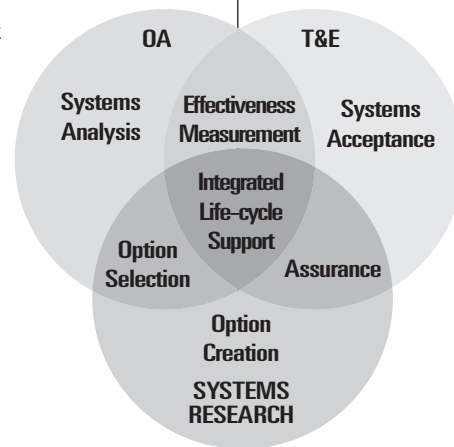 OA
T&E
Systems
Analysis
Effectiveness
Measurement
Systems
Acceptance
Integrated
Life-cycle
Support
Option
Selection
Assurance
Option
Creation
SYSTEMS
RESEARCH